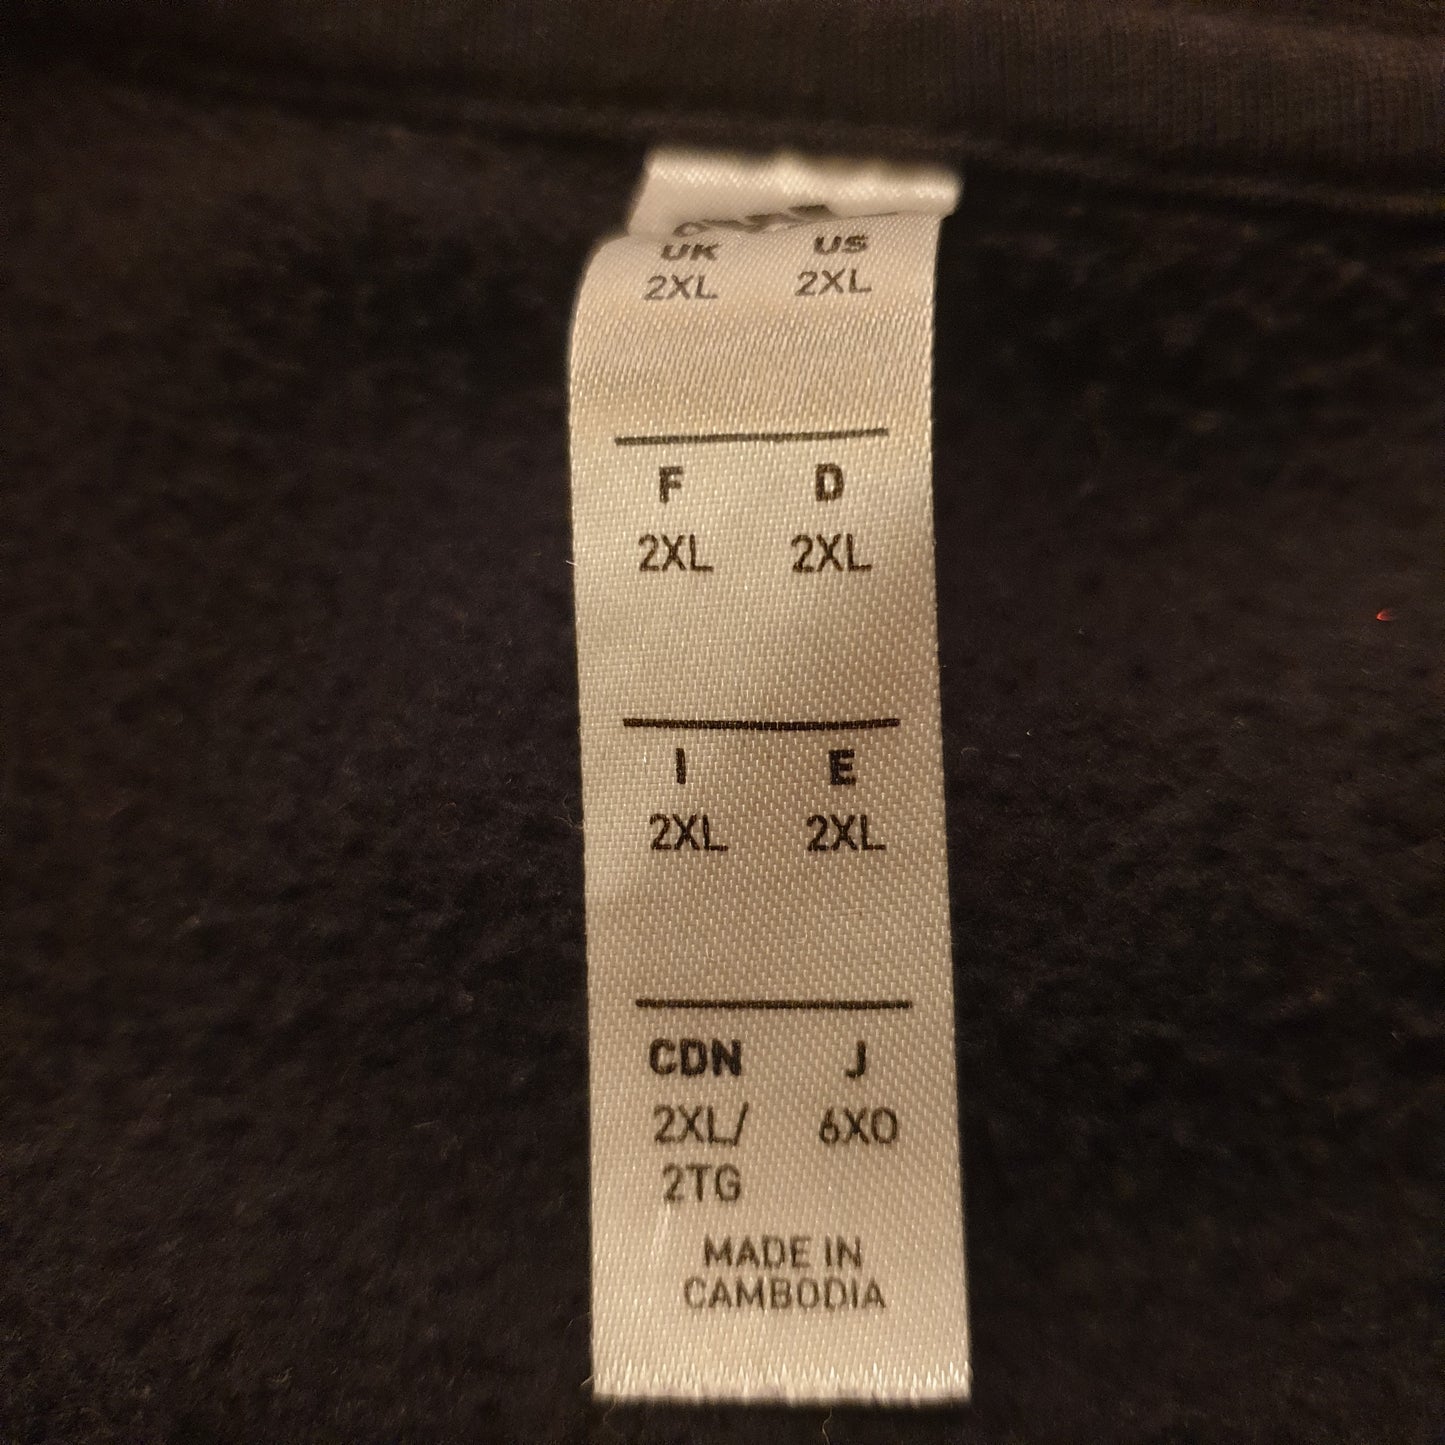 UK US
2XL 2XL
F D
2XL 2XL
I E
2XL 2XL
CDN J
2XL/ 6XO
2TG
MADE IN
CAMBODIA